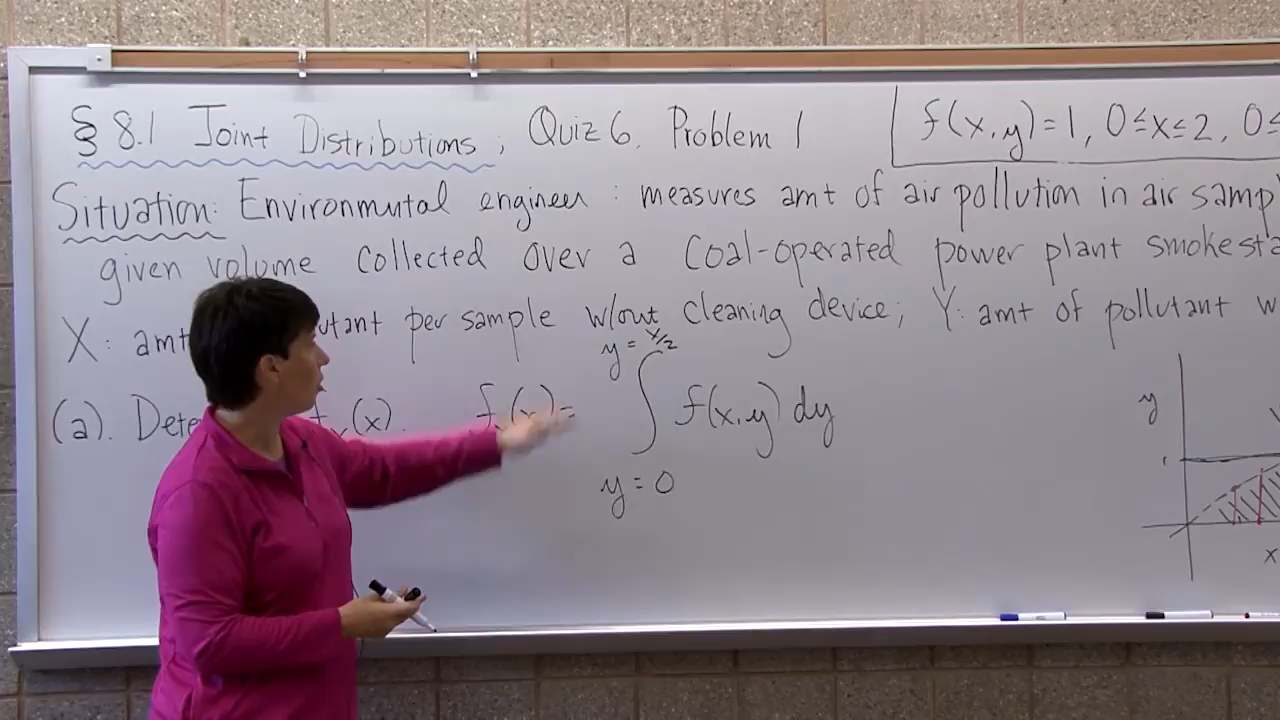 § 8.1 Joint Distributions ; Quiz 6, Problem 1
f(x,y)=1, 0≤x≤2, 0≤
Situation: Environmental engineer : measures amt of air pollution in air samp
given volume collected over a coal-operated power plant smokesta
X: amt utant per sample w/out cleaning device; Y: amt of pollutant w
(a). Dete (x). f (x) = ∫ f(x,y) dy
y = x/2
y = 0
y
1
x